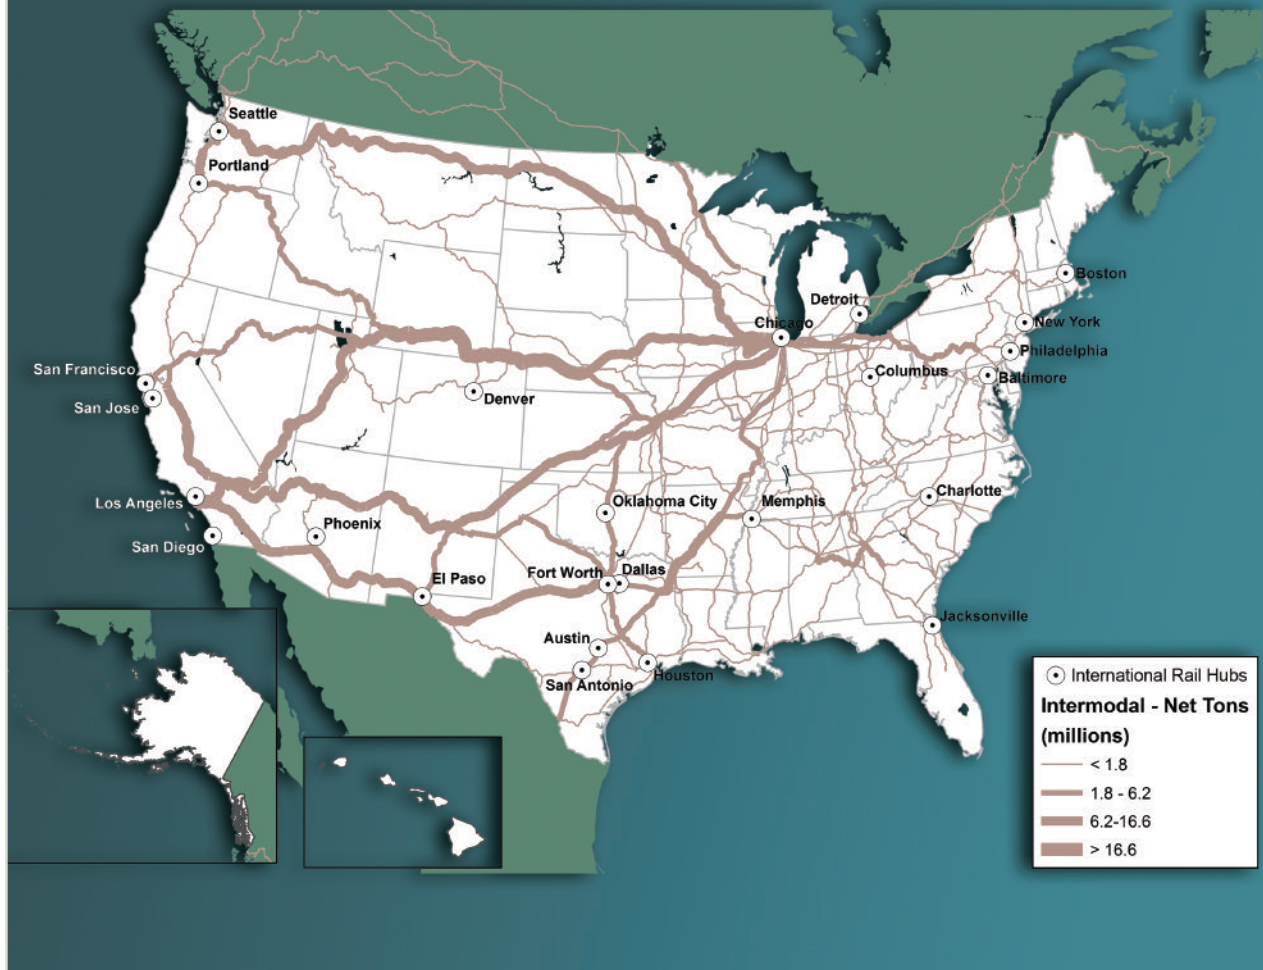 Seattle
Portland
Boston
Detroit
Chicago
New York
Philadelphia
San Francisco
Columbus
Baltimore
San Jose
Denver
Los Angeles
Oklahoma City
Memphis
Charlotte
Phoenix
San Diego
El Paso
Fort Worth
Dallas
Jacksonville
Austin
San Antonio
Houston
International Rail Hubs
Intermodal - Net Tons
(millions)
< 1.8
1.8 - 6.2
6.2-16.6
> 16.6